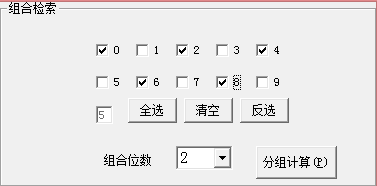 组合检索
0 1 2 3 4
5 6 7 8 9
5 全选 清空 反选
组合位数 2 分组计算(P)